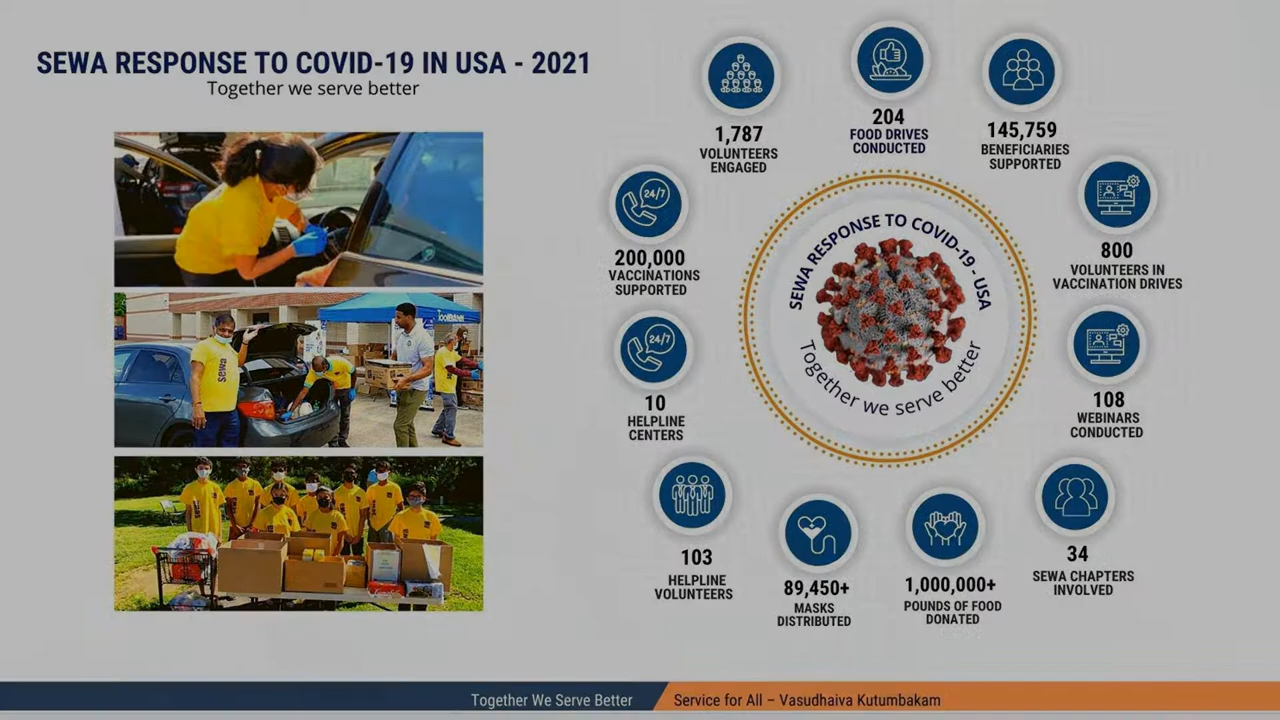 SEWA RESPONSE TO COVID-19 IN USA - 2021
Together we serve better
sewa
1,787
VOLUNTEERS
ENGAGED
204
FOOD DRIVES
CONDUCTED
145,759
BENEFICIARIES
SUPPORTED
24/7
200,000
VACCINATIONS
SUPPORTED
800
VOLUNTEERS IN
VACCINATION DRIVES
SEWA RESPONSE TO COVID-19 - USA
Together we serve better
24/7
10
HELPLINE
CENTERS
108
WEBINARS
CONDUCTED
103
HELPLINE
VOLUNTEERS
89,450+
MASKS
DISTRIBUTED
1,000,000+
POUNDS OF FOOD
DONATED
34
SEWA CHAPTERS
INVOLVED
Together We Serve Better
Service for All – Vasudhaiva Kutumbakam